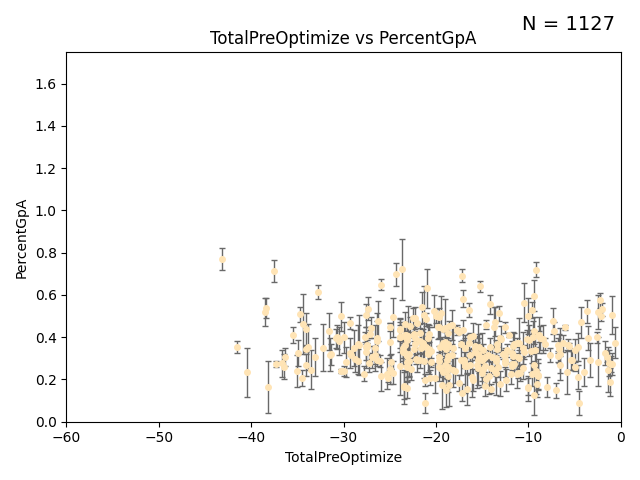 N = 1127
TotalPreOptimize vs PercentGpA
PercentGpA
1.6
1.4
1.2
1.0
0.8
0.6
0.4
0.2
0.0
−60 −50 −40 −30 −20 −10 0
TotalPreOptimize